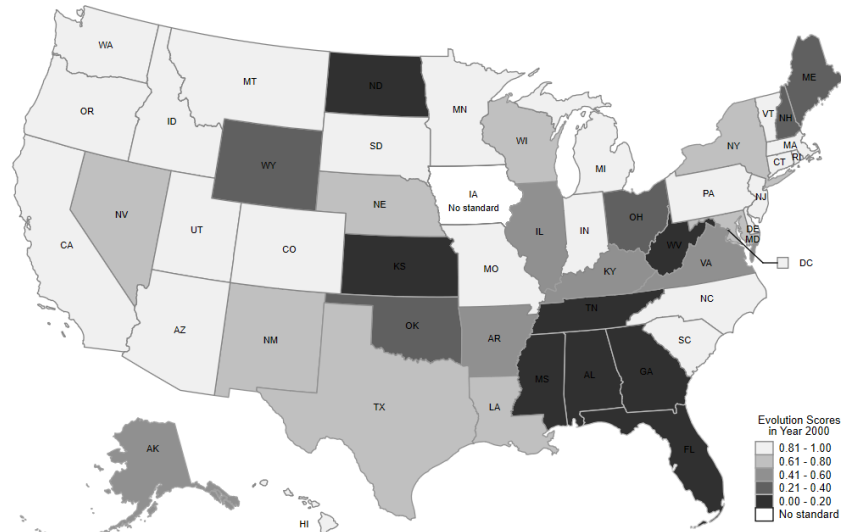 WA
MT
ND
MN
ME
OR
ID
SD
WI
VT
NH
NY
MA
WY
MI
CT
RI
IA
No standard
PA
NJ
NE
NV
OH
DE
UT
IL
IN
MD
CO
WV
CA
KS
MO
VA
DC
KY
NC
TN
AZ
OK
NM
AR
SC
MS
AL
GA
TX
LA
AK
FL
HI
Evolution Scores
in Year 2000
0.81 - 1.00
0.61 - 0.80
0.41 - 0.60
0.21 - 0.40
0.00 - 0.20
No standard